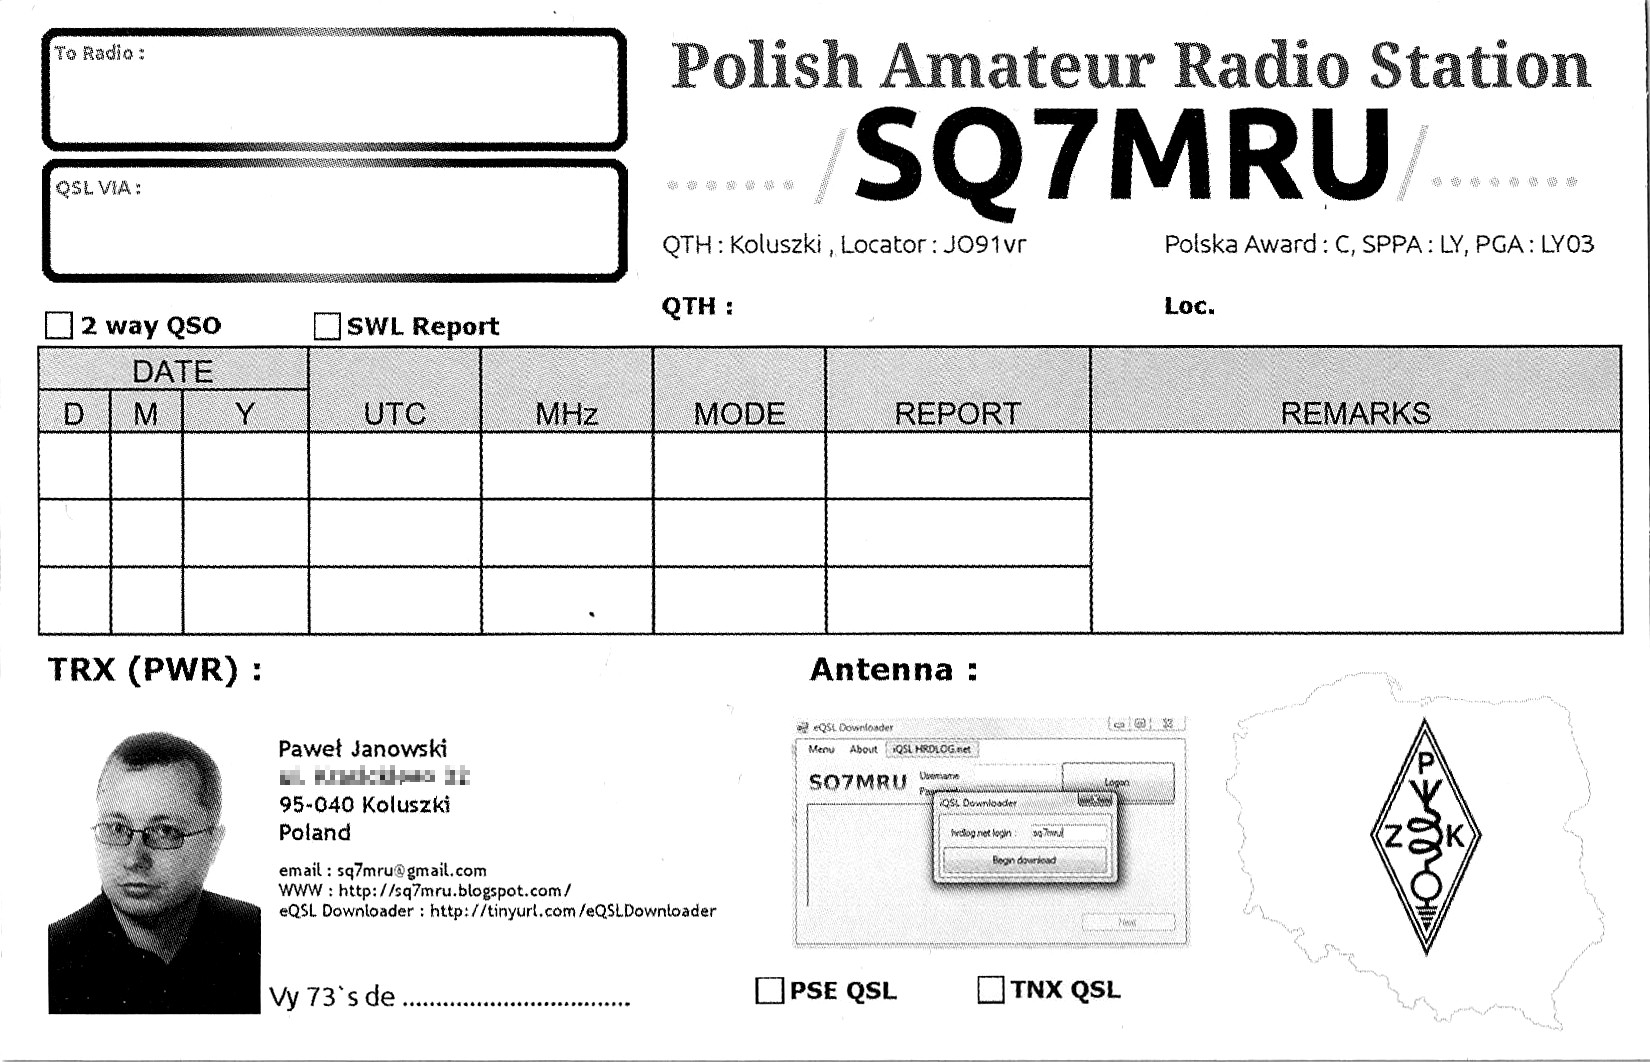 To Radio :
QSL VIA :
Polish Amateur Radio Station
....... /SQ7MRU/ ........
QTH : Koluszki , Locator : JO91vr
Polska Award : C, SPPA : LY, PGA : LY03
QTH :
Loc.
2 way QSO
SWL Report
DATE
D M Y UTC MHz MODE REPORT REMARKS
TRX (PWR) :
Antenna :
Paweł Janowski
95-040 Koluszki
Poland
email : sq7mru@gmail.com
WWW : http://sq7mru.blogspot.com/
eQSL Downloader : http://tinyurl.com/eQSLDownloader
Vy 73`s de ..................................
eQSL Downloader
Menu About iQSL HRDLOG.net
SQ7MRU
Username
Logon
iQSL Downloader
hrdlog.net login : sq7mru
Begin download
Next
PSE QSL
TNX QSL
P
Z K